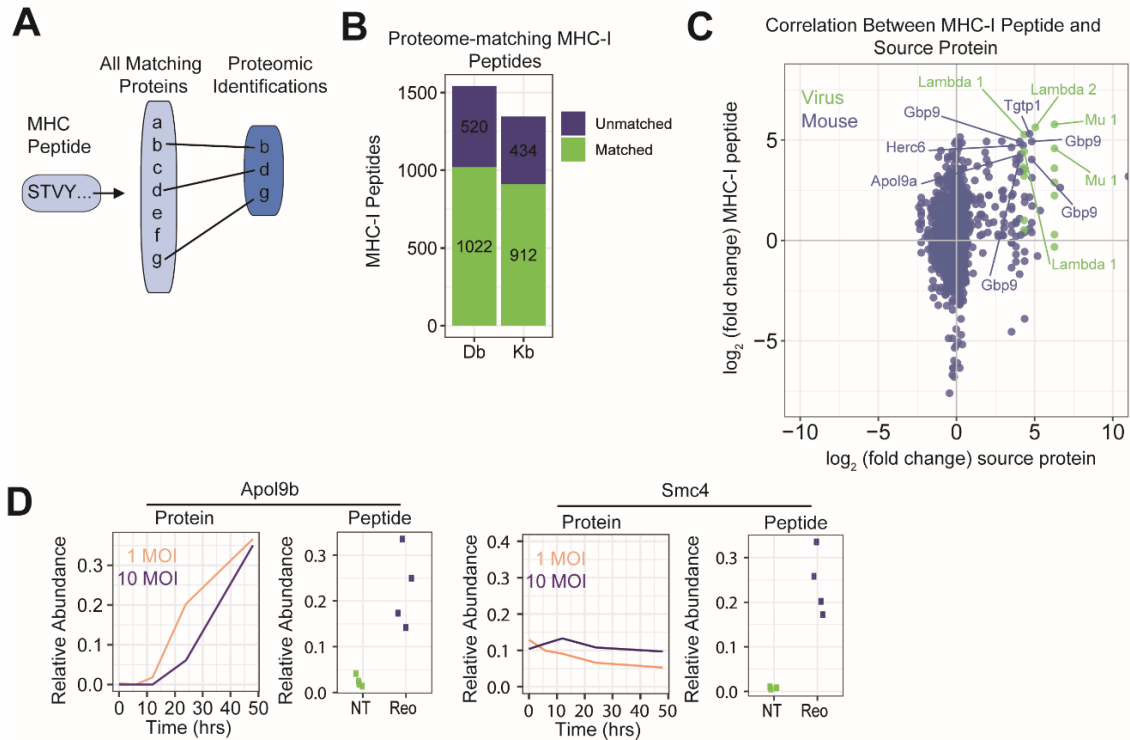 A
All Matching
Proteins
Proteomic
Identifications
MHC
Peptide
STVY...
a
b
c
d
e
f
g
b
d
g
B
Proteome-matching MHC-I
Peptides
MHC-I Peptides
1500
1000
500
0
520
434
1022
912
Db
Kb
Unmatched
Matched
C
Correlation Between MHC-I Peptide and
Source Protein
log2 (fold change) MHC-I peptide
5
0
−5
Virus
Mouse
Lambda 1
Lambda 2
Tgtp1
Mu 1
Gbp9
Gbp9
Herc6
Apol9a
Mu 1
Gbp9
Lambda 1
Gbp9
−10
−5
0
5
10
log2 (fold change) source protein
D
Apol9b
Protein
Relative Abundance
0.3
0.2
0.1
0.0
1 MOI
10 MOI
0 10 20 30 40 50
Time (hrs)
Peptide
Relative Abundance
0.3
0.2
0.1
0.0
NT
Reo
Smc4
Protein
Relative Abundance
0.4
0.3
0.2
0.1
0.0
1 MOI
10 MOI
0 10 20 30 40 50
Time (hrs)
Peptide
Relative Abundance
0.3
0.2
0.1
0.0
NT
Reo